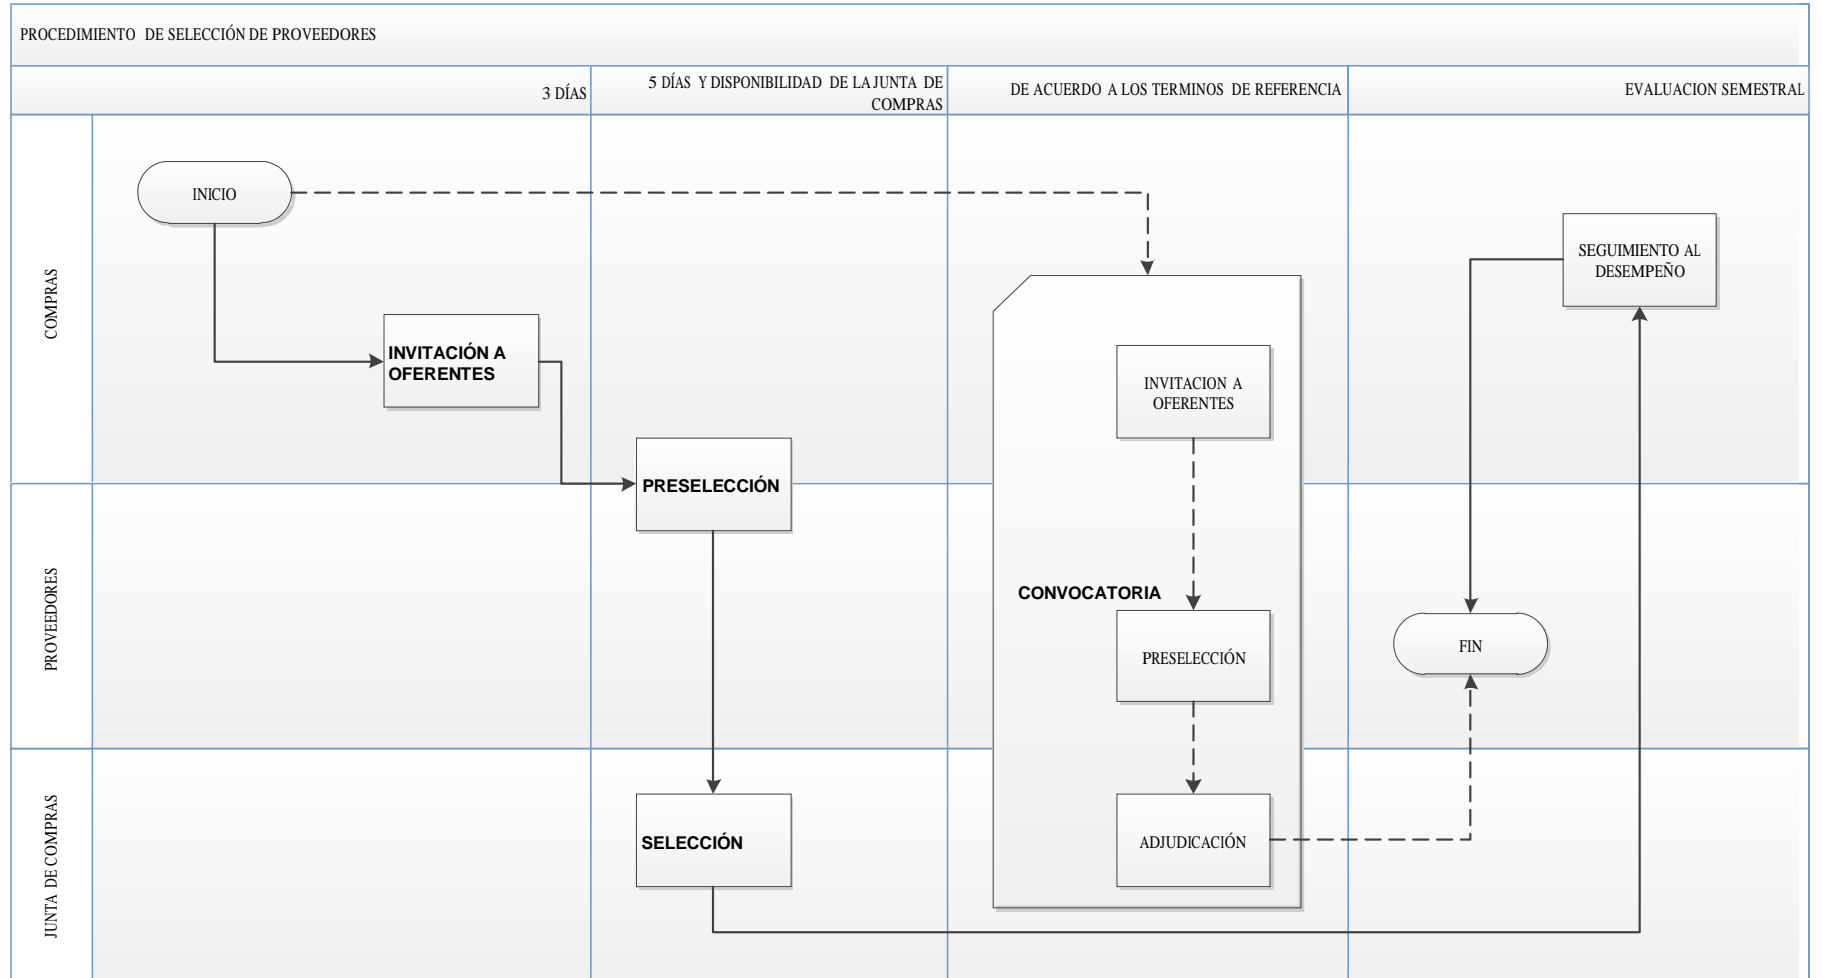 PROCEDIMIENTO DE SELECCIÓN DE PROVEEDORES
3 DÍAS
5 DÍAS Y DISPONIBILIDAD DE LA JUNTA DE
COMPRAS
DE ACUERDO A LOS TERMINOS DE REFERENCIA
EVALUACION SEMESTRAL
COMPRAS
INICIO
INVITACIÓN A
OFERENTES
INVITACION A
OFERENTES
SEGUIMIENTO AL
DESEMPEÑO
PRESELECCIÓN
PROVEEDORES
CONVOCATORIA
PRESELECCIÓN
FIN
JUNTA DE COMPRAS
SELECCIÓN
ADJUDICACIÓN